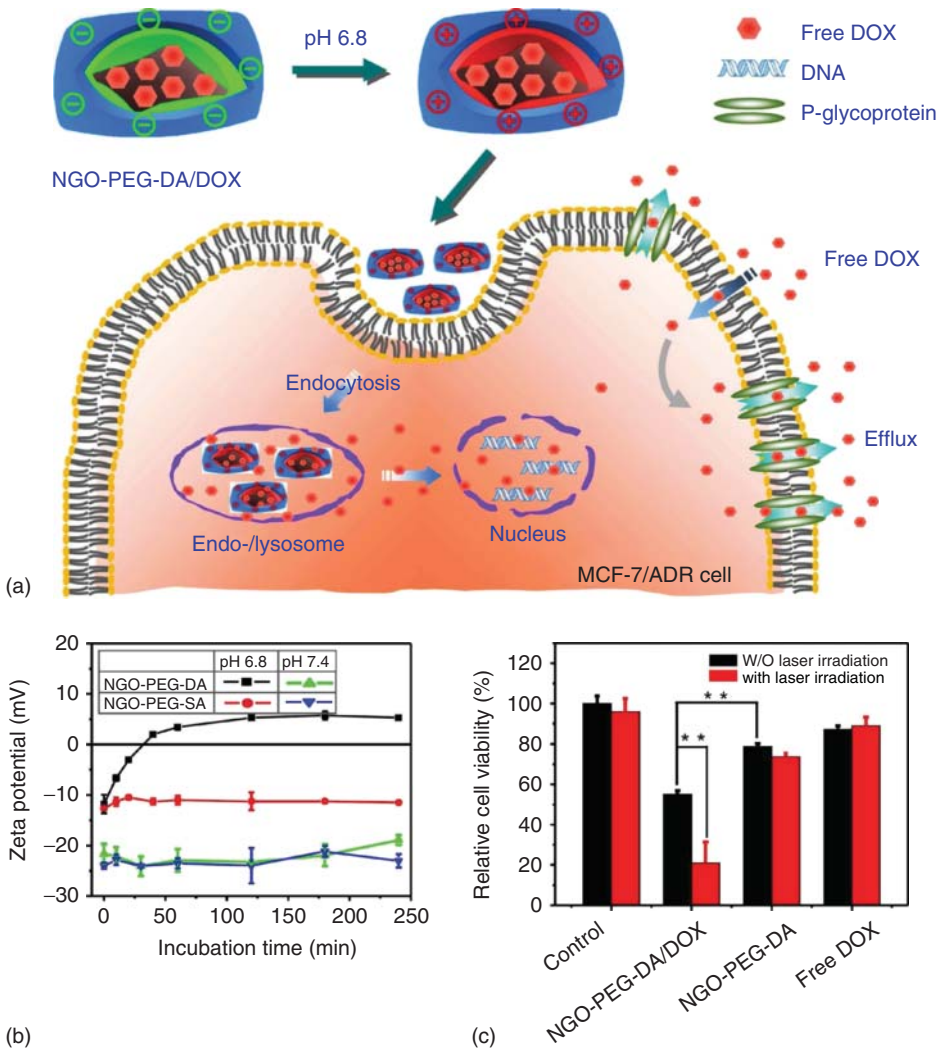 pH 6.8
Free DOX
DNA
P-glycoprotein
NGO-PEG-DA/DOX
Free DOX
Endocytosis
Efflux
Endo-/lysosome
Nucleus
MCF-7/ADR cell
(a)
20
10
0
−10
−20
−30
Zeta potential (mV)
pH 6.8 pH 7.4
NGO-PEG-DA
NGO-PEG-SA
0 50 100 150 200 250
Incubation time (min)
(b)
120
100
80
60
40
20
0
Relative cell viability (%)
W/O laser irradiation
with laser irradiation
* *
* *
Control
NGO-PEG-DA/DOX
NGO-PEG-DA
Free DOX
(c)